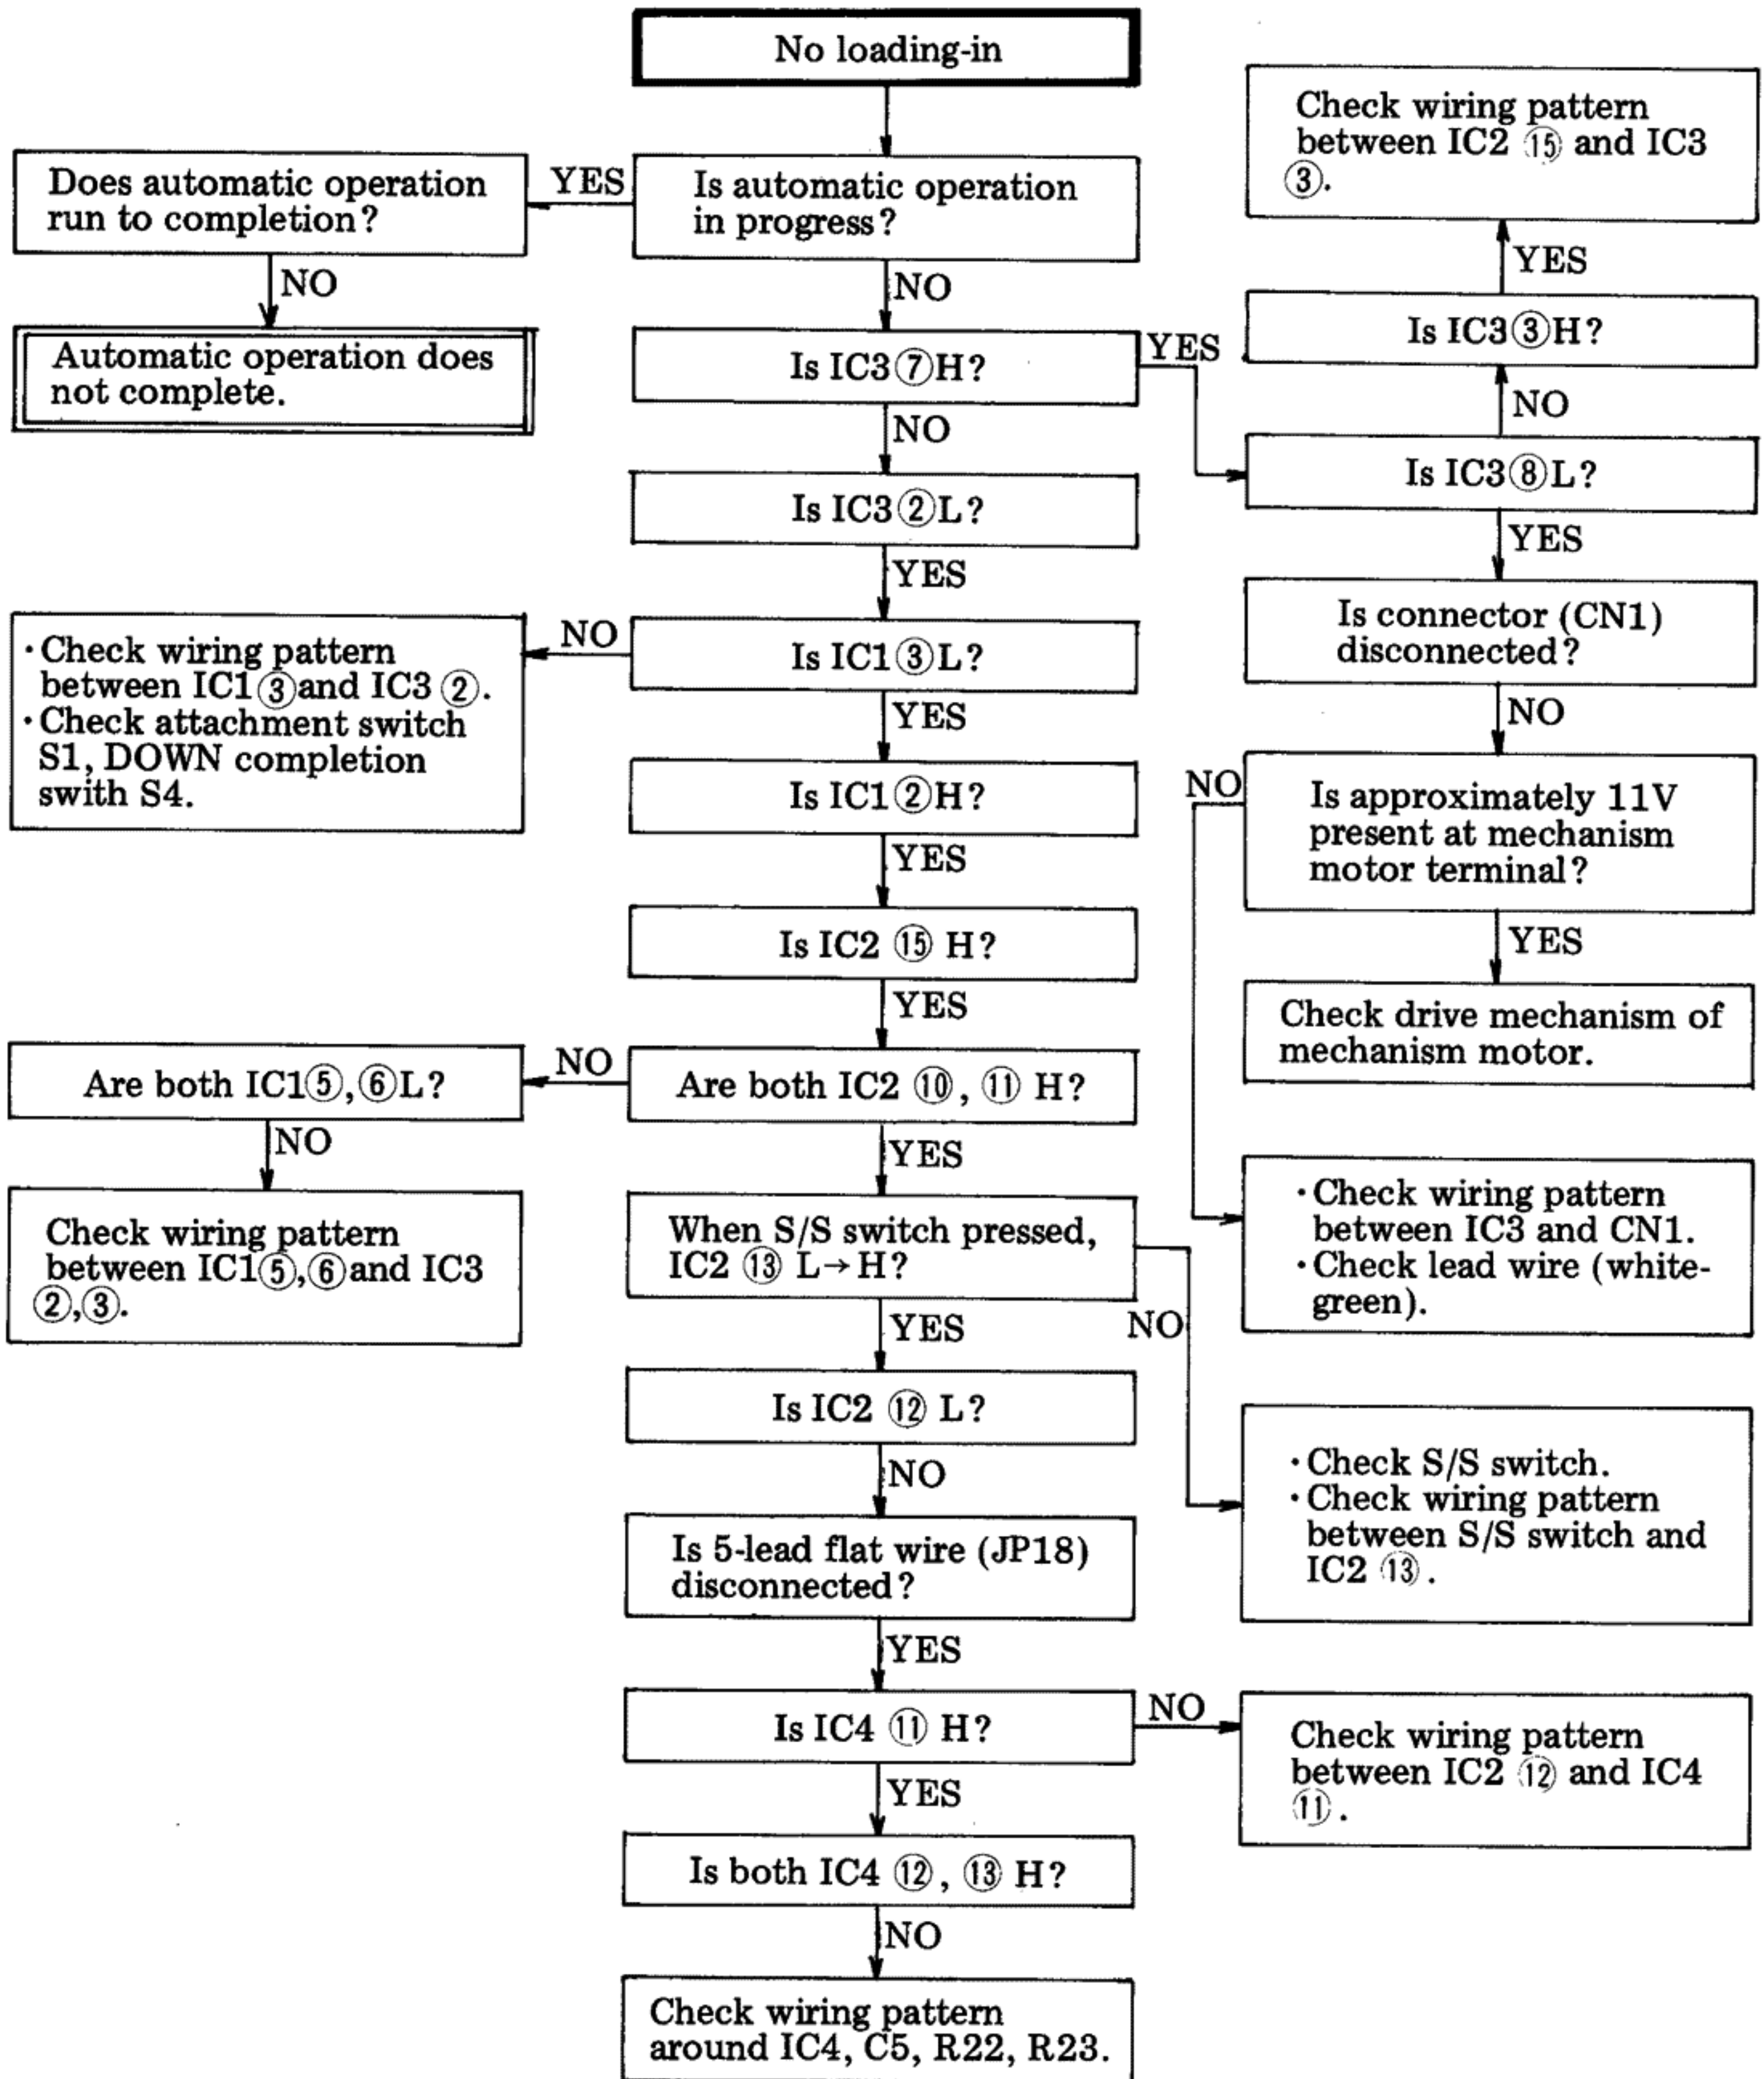 No loading-in
Is automatic operation
in progress?
YES
Does automatic operation
run to completion?
NO
Automatic operation does
not complete.
NO
Is IC3⑦H?
YES
NO
Is IC3②L?
YES
Is IC1③L?
NO
· Check wiring pattern
between IC1③and IC3②.
· Check attachment switch
S1, DOWN completion
swith S4.
YES
Is IC1②H?
YES
Is IC2 ⑮ H?
YES
Are both IC2 ⑩, ⑪ H?
NO
Are both IC1⑤,⑥L?
NO
Check wiring pattern
between IC1⑤,⑥and IC3
②,③.
YES
When S/S switch pressed,
IC2 ⑬ L→H?
NO
YES
Is IC2 ⑫ L?
NO
Is 5-lead flat wire (JP18)
disconnected?
YES
Is IC4 ⑪ H?
NO
YES
Is both IC4 ⑫, ⑬ H?
NO
Check wiring pattern
around IC4, C5, R22, R23.
Check wiring pattern
between IC2 ⑮ and IC3
③.
YES
Is IC3③H?
NO
Is IC3⑧L?
YES
Is connector (CN1)
disconnected?
NO
Is approximately 11V
present at mechanism
motor terminal?
NO
YES
Check drive mechanism of
mechanism motor.
· Check wiring pattern
between IC3 and CN1.
· Check lead wire (white-
green).
· Check S/S switch.
· Check wiring pattern
between S/S switch and
IC2 ⑬.
Check wiring pattern
between IC2 ⑫ and IC4
⑪.